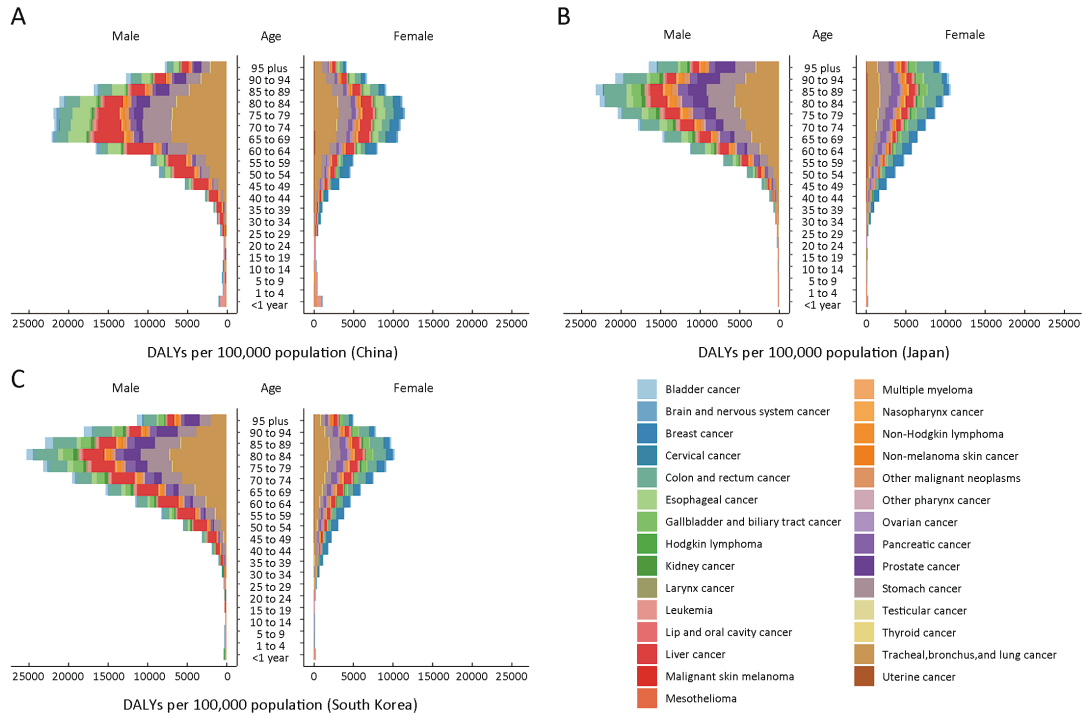 A
Male Age Female
95 plus
90 to 94
85 to 89
80 to 84
75 to 79
70 to 74
65 to 69
60 to 64
55 to 59
50 to 54
45 to 49
40 to 44
35 to 39
30 to 34
25 to 29
20 to 24
15 to 19
10 to 14
5 to 9
1 to 4
<1 year
25000 20000 15000 10000 5000 0 0 5000 10000 15000 20000 25000
DALYs per 100,000 population (China)
B
Male Age Female
95 plus
90 to 94
85 to 89
80 to 84
75 to 79
70 to 74
65 to 69
60 to 64
55 to 59
50 to 54
45 to 49
40 to 44
35 to 39
30 to 34
25 to 29
20 to 24
15 to 19
10 to 14
5 to 9
1 to 4
<1 year
25000 20000 15000 10000 5000 0 0 5000 10000 15000 20000 25000
DALYs per 100,000 population (Japan)
C
Male Age Female
95 plus
90 to 94
85 to 89
80 to 84
75 to 79
70 to 74
65 to 69
60 to 64
55 to 59
50 to 54
45 to 49
40 to 44
35 to 39
30 to 34
25 to 29
20 to 24
15 to 19
10 to 14
5 to 9
1 to 4
<1 year
25000 20000 15000 10000 5000 0 0 5000 10000 15000 20000 25000
DALYs per 100,000 population (South Korea)
Bladder cancer
Brain and nervous system cancer
Breast cancer
Cervical cancer
Colon and rectum cancer
Esophageal cancer
Gallbladder and biliary tract cancer
Hodgkin lymphoma
Kidney cancer
Larynx cancer
Leukemia
Lip and oral cavity cancer
Liver cancer
Malignant skin melanoma
Mesothelioma
Multiple myeloma
Nasopharynx cancer
Non-Hodgkin lymphoma
Non-melanoma skin cancer
Other malignant neoplasms
Other pharynx cancer
Ovarian cancer
Pancreatic cancer
Prostate cancer
Stomach cancer
Testicular cancer
Thyroid cancer
Tracheal,bronchus,and lung cancer
Uterine cancer